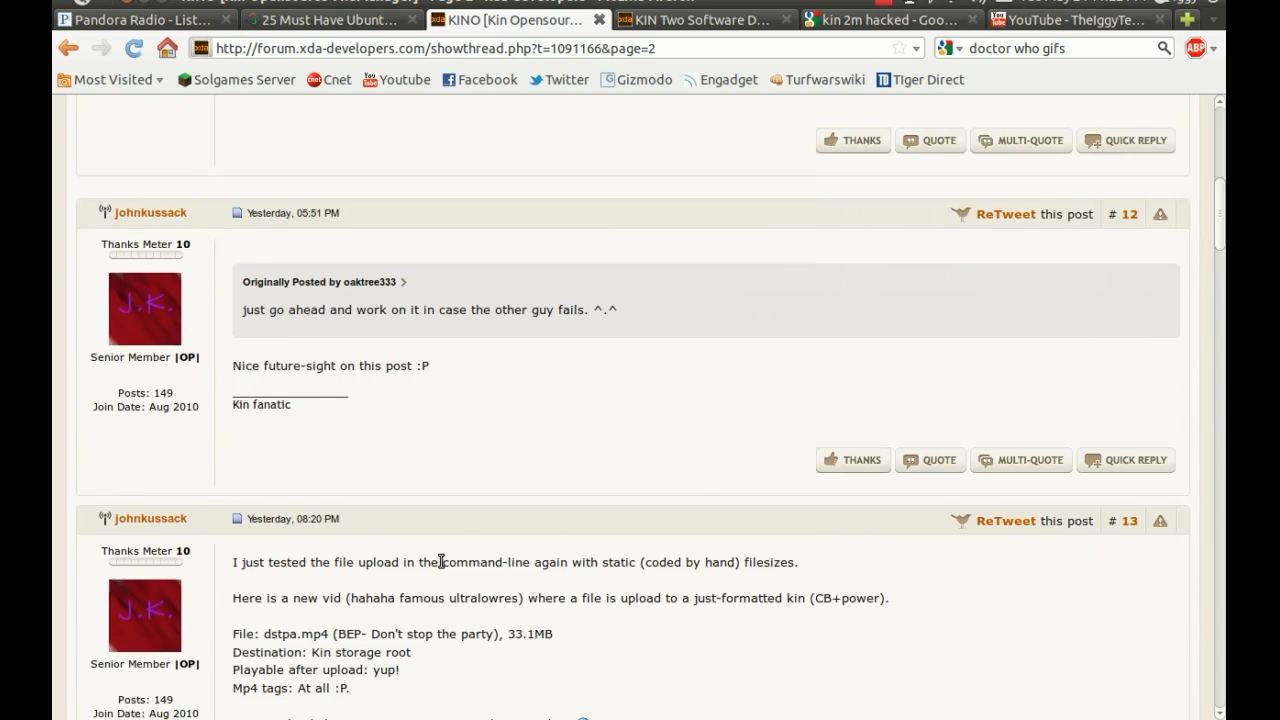 Pandora Radio - List...
25 Must Have Ubunt...
KINO [Kin Opensour...
KIN Two Software D...
kin 2m hacked - Goo...
YouTube - TheIggyTe...
http://forum.xda-developers.com/showthread.php?t=1091166&page=2
doctor who gifs
ABP
Most Visited
Solgames Server
Cnet
Youtube
Facebook
Twitter
Gizmodo
Engadget
Turfwarswiki
TIger Direct
THANKS QUOTE MULTI-QUOTE QUICK REPLY
johnkussack
Yesterday, 05:51 PM
ReTweet this post # 12
Thanks Meter 10
J.K.
Senior Member |OP|
Posts: 149
Join Date: Aug 2010
Originally Posted by oaktree333
just go ahead and work on it in case the other guy fails. ^.^
Nice future-sight on this post :P
Kin fanatic
THANKS QUOTE MULTI-QUOTE QUICK REPLY
johnkussack
Yesterday, 08:20 PM
ReTweet this post # 13
Thanks Meter 10
J.K.
Senior Member |OP|
Posts: 149
Join Date: Aug 2010
I just tested the file upload in the command-line again with static (coded by hand) filesizes.
Here is a new vid (hahaha famous ultralowres) where a file is upload to a just-formatted kin (CB+power).
File: dstpa.mp4 (BEP- Don't stop the party), 33.1MB
Destination: Kin storage root
Playable after upload: yup!
Mp4 tags: At all :P.